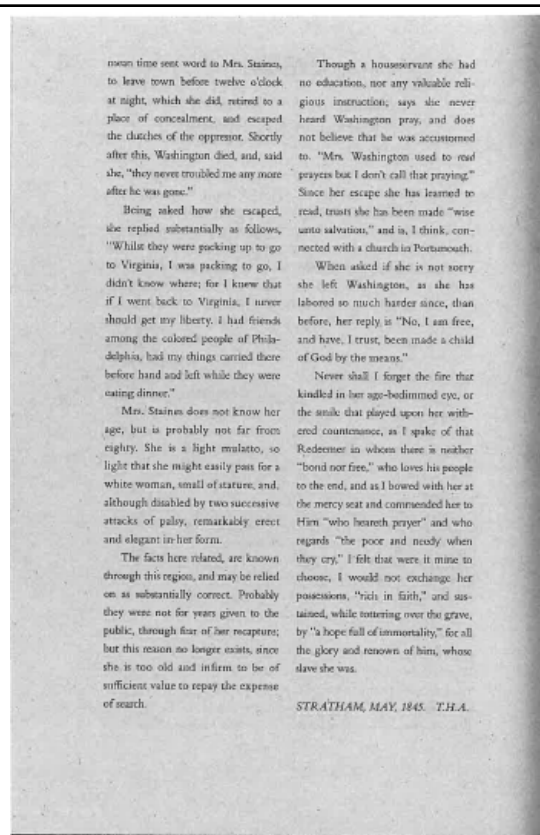 mean time sent word to Mrs. Staines,
to leave town before twelve o'clock
at night, which she did, retired to a
place of concealment, and escaped
the clutches of the oppressor. Shortly
after this, Washington died, and, said
she, "they never troubled me any more
after he was gone."
Being asked how she escaped,
she replied substantially as follows,
"Whilst they were packing up to go
to Virginia, I was packing to go, I
didn't know where; for I knew that
if I went back to Virginia, I never
should get my liberty. I had friends
among the colored people of Phila-
delphia, had my things carried there
before hand and left while they were
eating dinner."
Mrs. Staines does not know her
age, but is probably not far from
eighty. She is a light mulatto, so
light that she might easily pass for a
white woman, small of stature, and,
although disabled by two successive
attacks of palsy, remarkably erect
and elegant in her form.
The facts here related, are known
through this region, and may be relied
on as substantially correct. Probably
they were not for years given to the
public, through fear of her recapture;
but this reason no longer exists, since
she is too old and infirm to be of
sufficient value to repay the expense
of search.
Though a houseservant she had
no education, nor any valuable reli-
gious instruction; says she never
heard Washington pray, and does
not believe that he was accustomed
to. "Mrs. Washington used to read
prayers but I don't call that praying."
Since her escape she has learned to
read, trusts she has been made "wise
unto salvation," and is, I think, con-
nected with a church in Portsmouth.
When asked if she is not sorry
she left Washington, as she has
labored so much harder since, than
before, her reply is "No, I am free,
and have, I trust, been made a child
of God by the means."
Never shall I forget the fire that
kindled in her age-bedimmed eye, or
the smile that played upon her with-
ered countenance, as I spake of that
Redeemer in whom there is neither
"bond nor free," who loves his people
to the end, and as I bowed with her at
the mercy seat and commended her to
Him "who heareth prayer" and who
regards "the poor and needy when
they cry," I felt that were it mine to
choose, I would not exchange her
possessions, "rich in faith," and sus-
tained, while tottering over the grave,
by "a hope full of immortality," for all
the glory and renown of him, whose
slave she was.
STRATHAM, MAY, 1845. T.H.A.